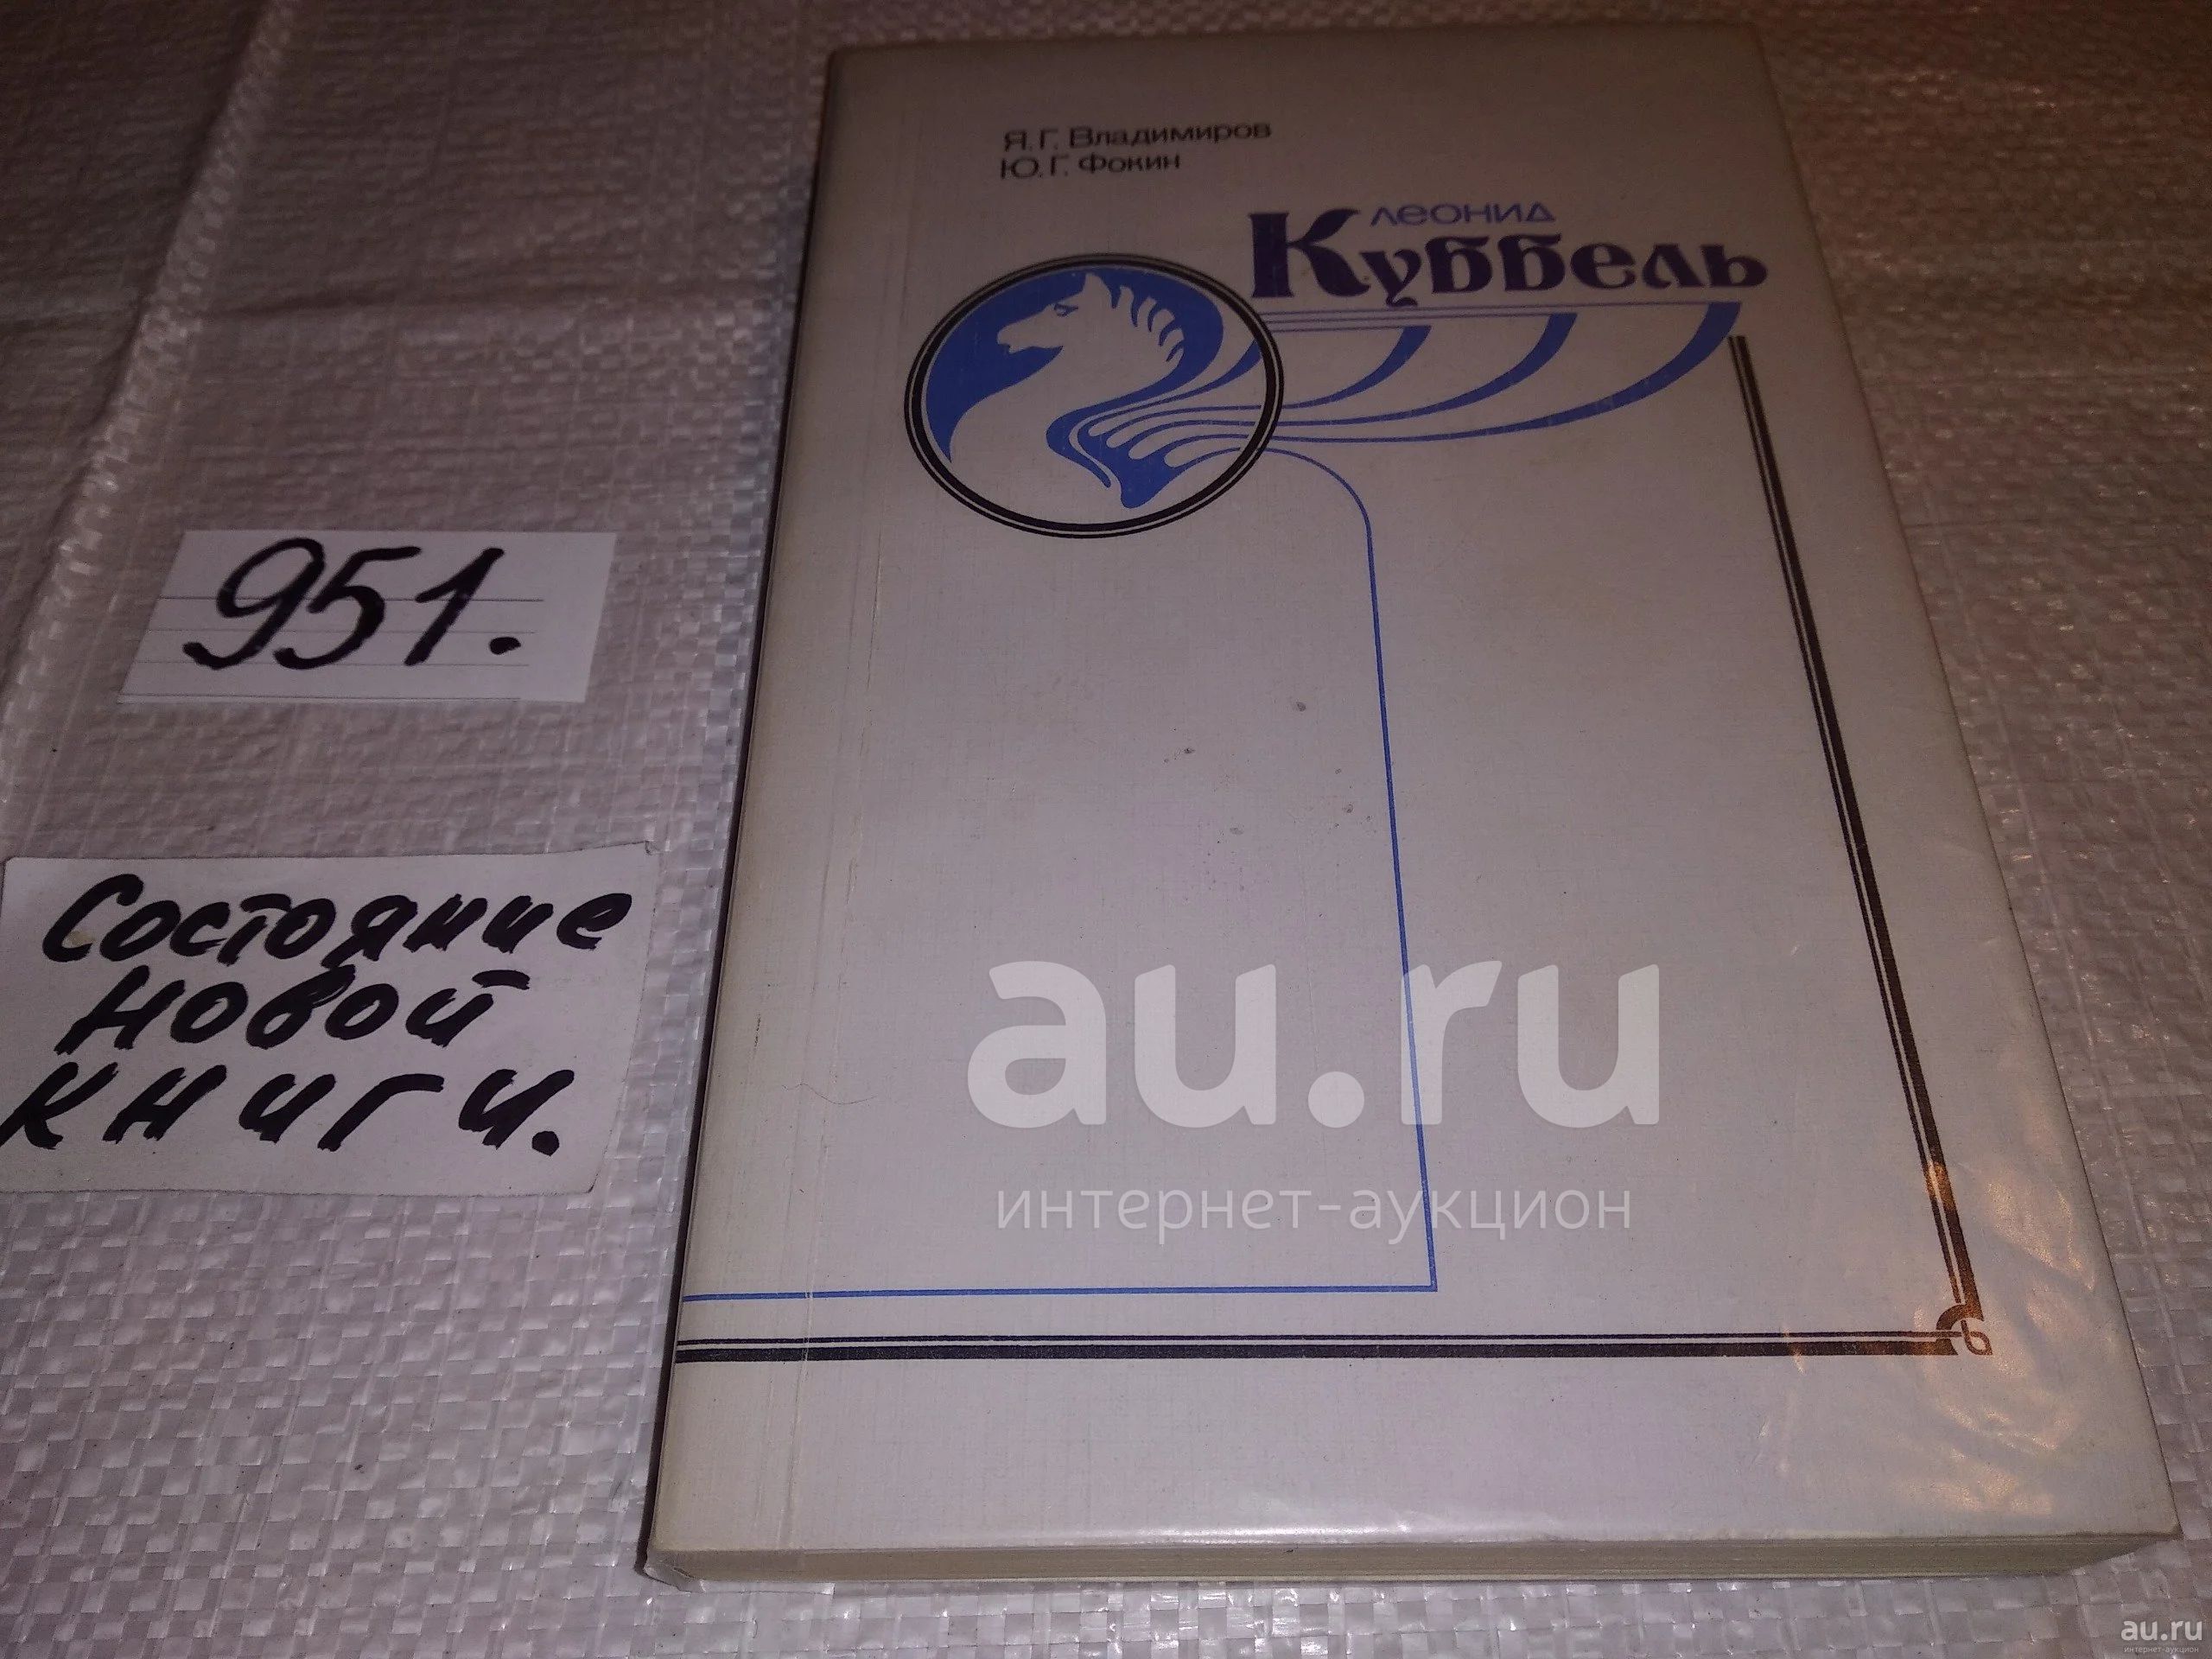 Я.Г. Владимиров
Ю.Г. Фокин
леонид
Куббель
951.
Состояние
новой
книги.
au.ru
интернет-аукцион
au.ru
интернет-аукцион